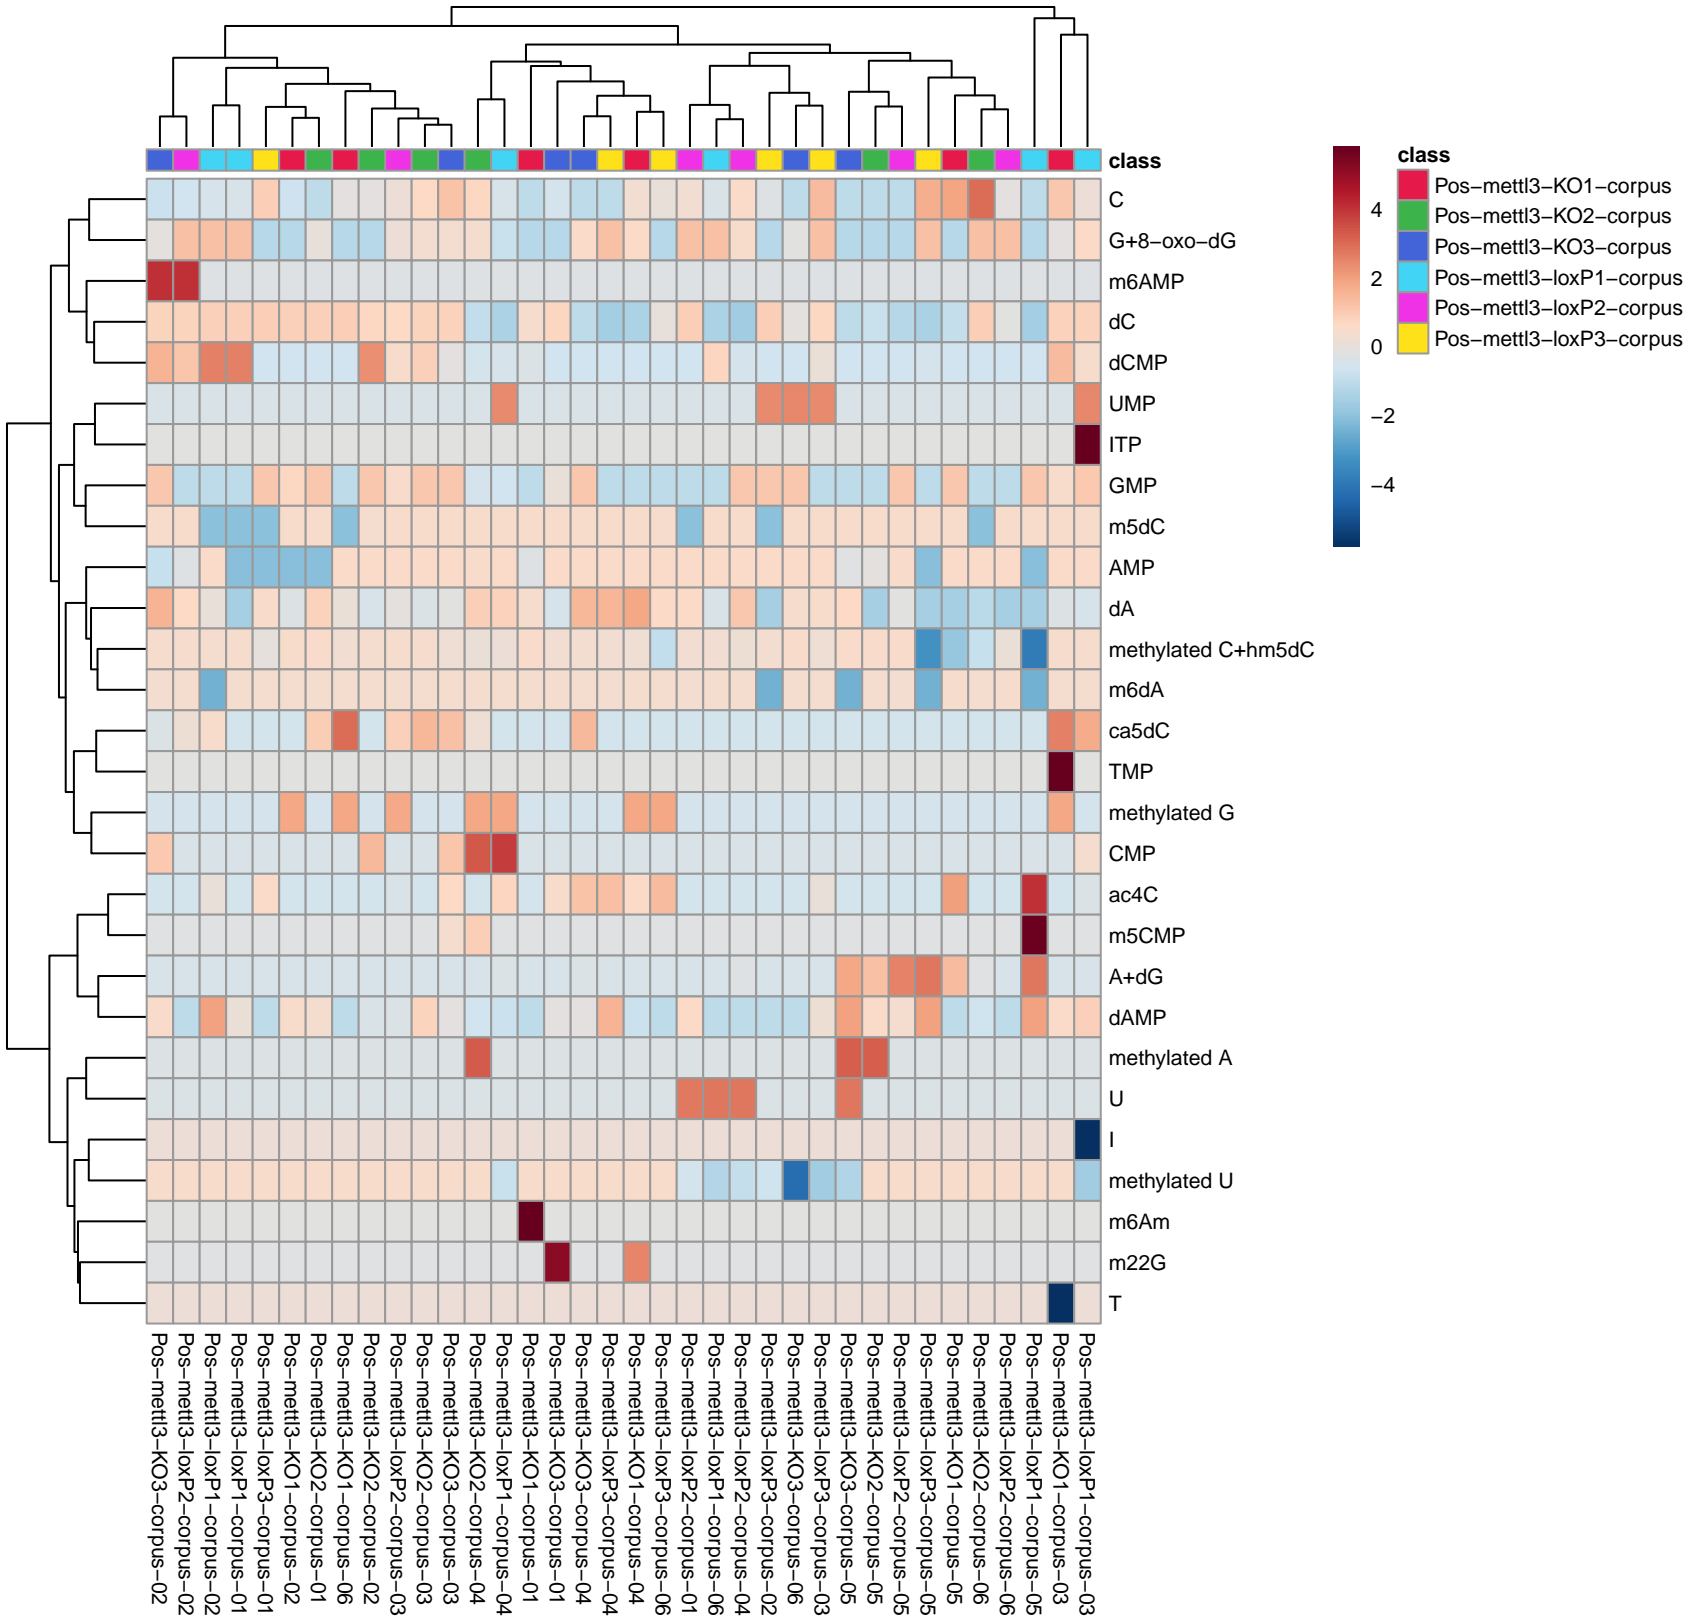 class
C
G+8−oxo−dG
m6AMP
dC
dCMP
UMP
ITP
GMP
m5dC
AMP
dA
methylated C+hm5dC
m6dA
ca5dC
TMP
methylated G
CMP
ac4C
m5CMP
A+dG
dAMP
methylated A
U
I
methylated U
m6Am
m22G
T
4
2
0
−2
−4
class
Pos−mettl3−KO1−corpus
Pos−mettl3−KO2−corpus
Pos−mettl3−KO3−corpus
Pos−mettl3−loxP1−corpus
Pos−mettl3−loxP2−corpus
Pos−mettl3−loxP3−corpus
Pos−mettl3−KO3−corpus−02
Pos−mettl3−loxP2−corpus−02
Pos−mettl3−loxP1−corpus−02
Pos−mettl3−loxP1−corpus−01
Pos−mettl3−loxP3−corpus−01
Pos−mettl3−KO1−corpus−02
Pos−mettl3−KO2−corpus−01
Pos−mettl3−KO1−corpus−06
Pos−mettl3−KO2−corpus−02
Pos−mettl3−loxP2−corpus−03
Pos−mettl3−KO2−corpus−03
Pos−mettl3−KO3−corpus−03
Pos−mettl3−KO2−corpus−04
Pos−mettl3−loxP1−corpus−04
Pos−mettl3−KO1−corpus−01
Pos−mettl3−KO3−corpus−01
Pos−mettl3−KO3−corpus−04
Pos−mettl3−loxP3−corpus−04
Pos−mettl3−KO1−corpus−04
Pos−mettl3−loxP3−corpus−06
Pos−mettl3−loxP2−corpus−01
Pos−mettl3−loxP1−corpus−06
Pos−mettl3−loxP2−corpus−04
Pos−mettl3−loxP3−corpus−02
Pos−mettl3−KO3−corpus−06
Pos−mettl3−loxP3−corpus−03
Pos−mettl3−KO3−corpus−05
Pos−mettl3−KO2−corpus−05
Pos−mettl3−loxP2−corpus−05
Pos−mettl3−loxP3−corpus−05
Pos−mettl3−KO1−corpus−05
Pos−mettl3−KO2−corpus−06
Pos−mettl3−loxP2−corpus−06
Pos−mettl3−loxP1−corpus−05
Pos−mettl3−KO1−corpus−03
Pos−mettl3−loxP1−corpus−03